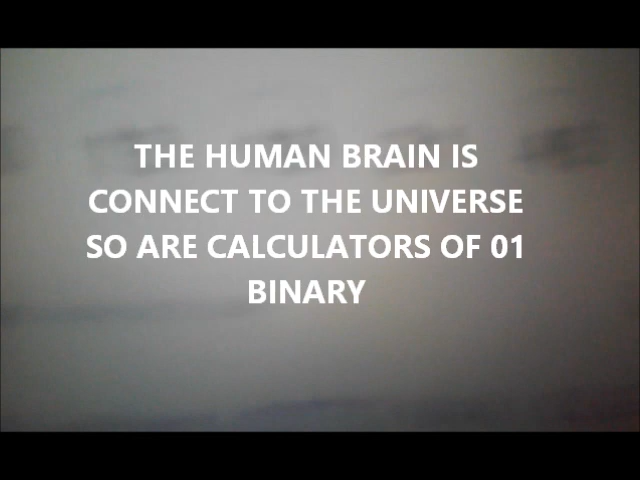 THE HUMAN BRAIN IS
CONNECT TO THE UNIVERSE
SO ARE CALCULATORS OF 01
BINARY